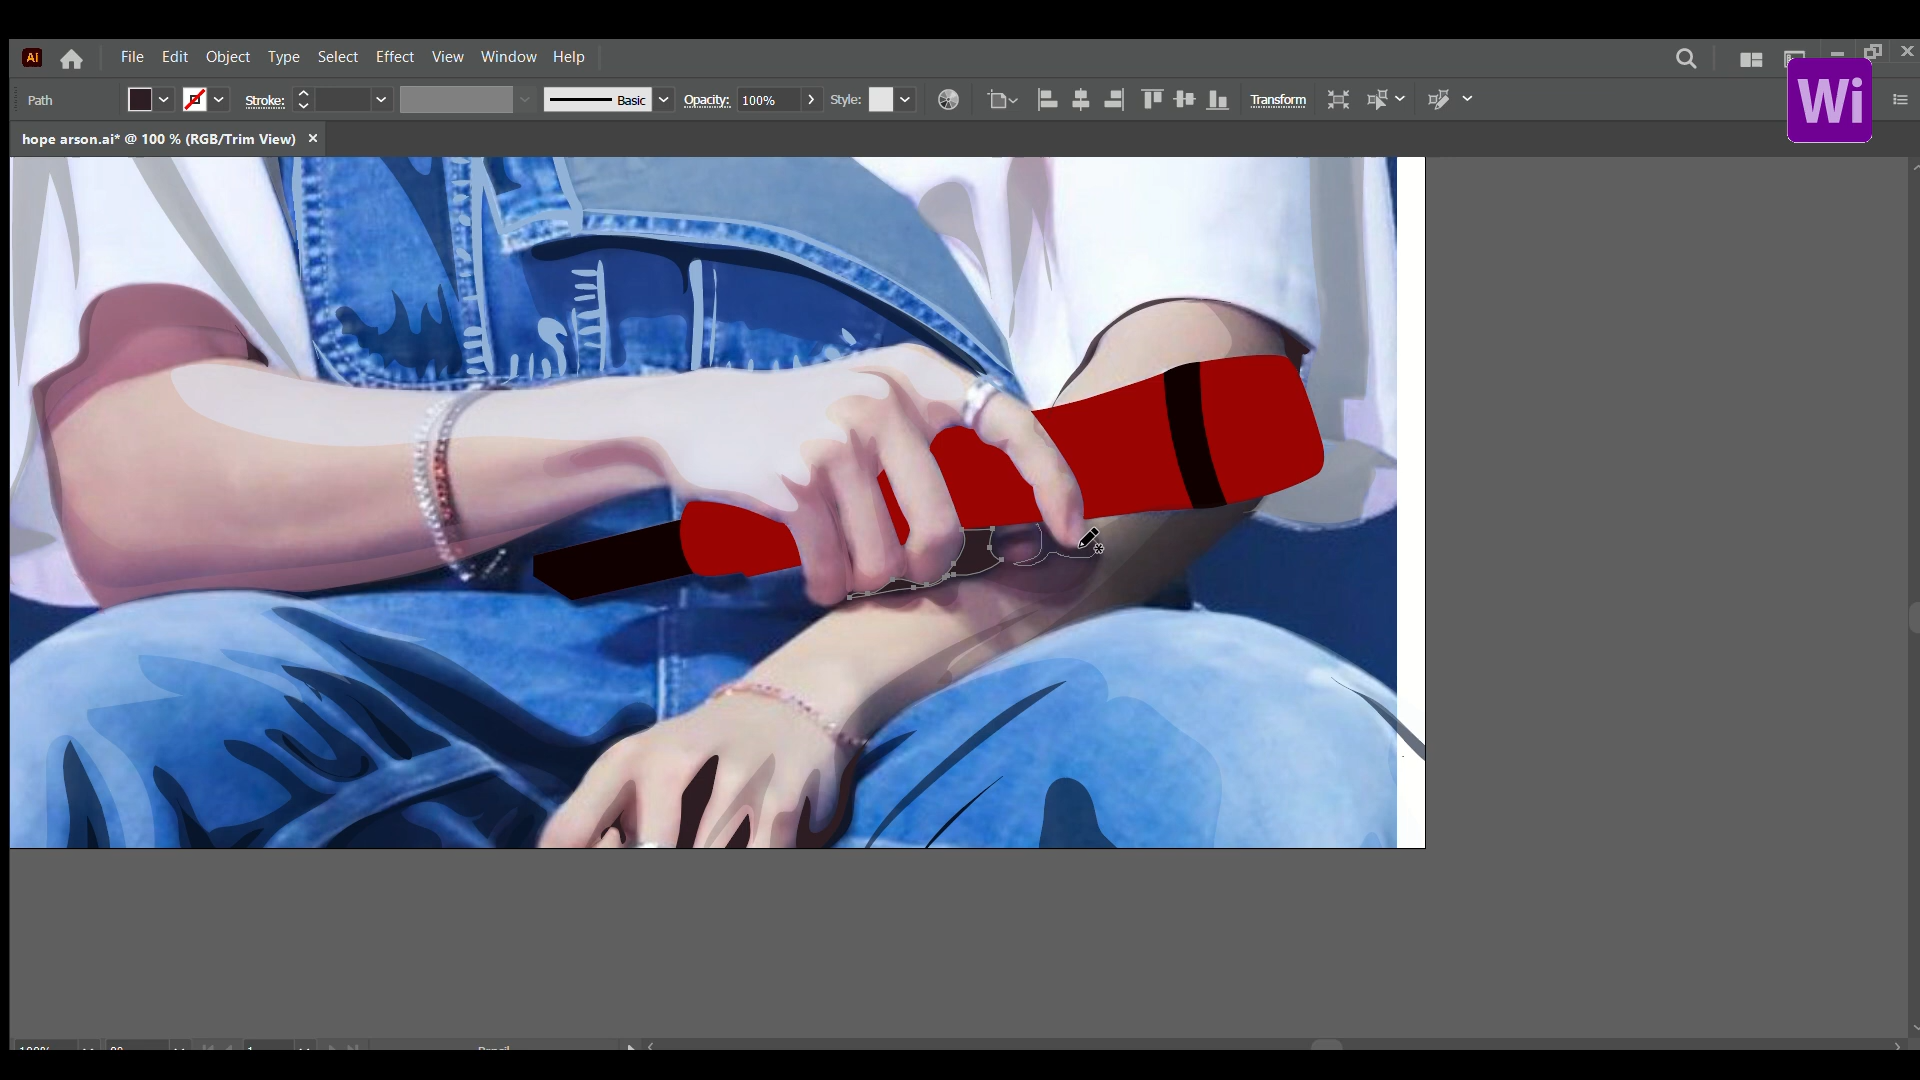 Ai File Edit Object Type Select Effect View Window Help
Path Stroke: Basic Opacity: 100% Style: Transform
Wi
hope arson.ai* @ 100 % (RGB/Trim View) ×